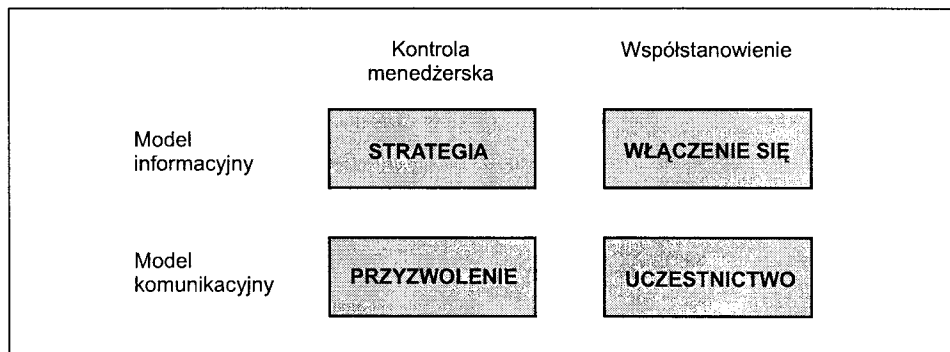 Kontrola
menedżerska
Współstanowienie
Model
informacyjny
STRATEGIA
WŁĄCZENIE SIĘ
Model
komunikacyjny
PRZYZWOLENIE
UCZESTNICTWO